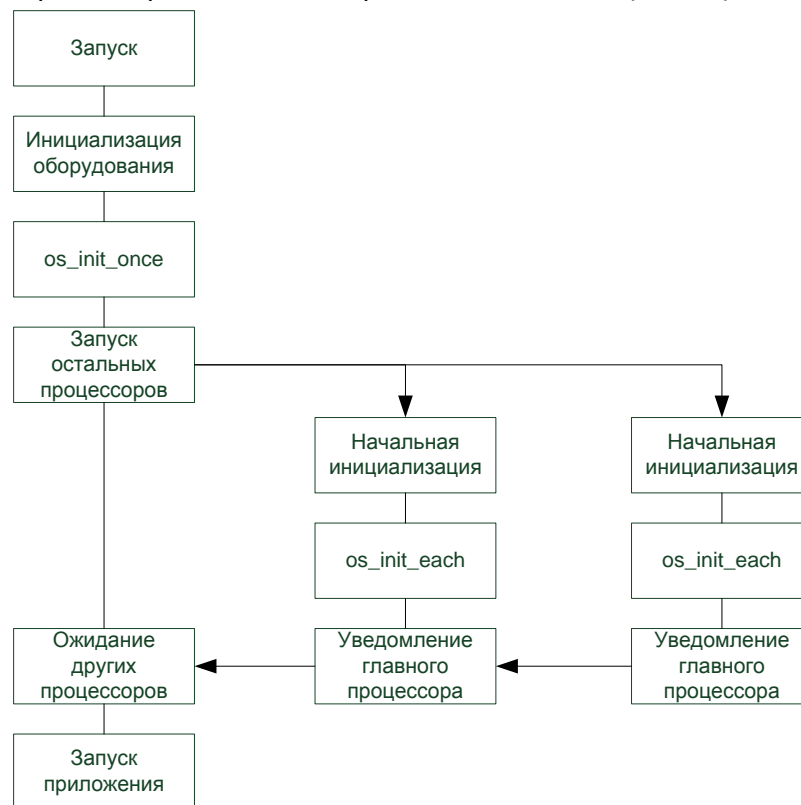 Запуск
Инициализация
оборудования
os_init_once
Запуск
остальных
процессоров
Начальная
инициализация
Начальная
инициализация
os_init_each
os_init_each
Ожидание
других
процессоров
Уведомление
главного
процессора
Уведомление
главного
процессора
Запуск
приложения